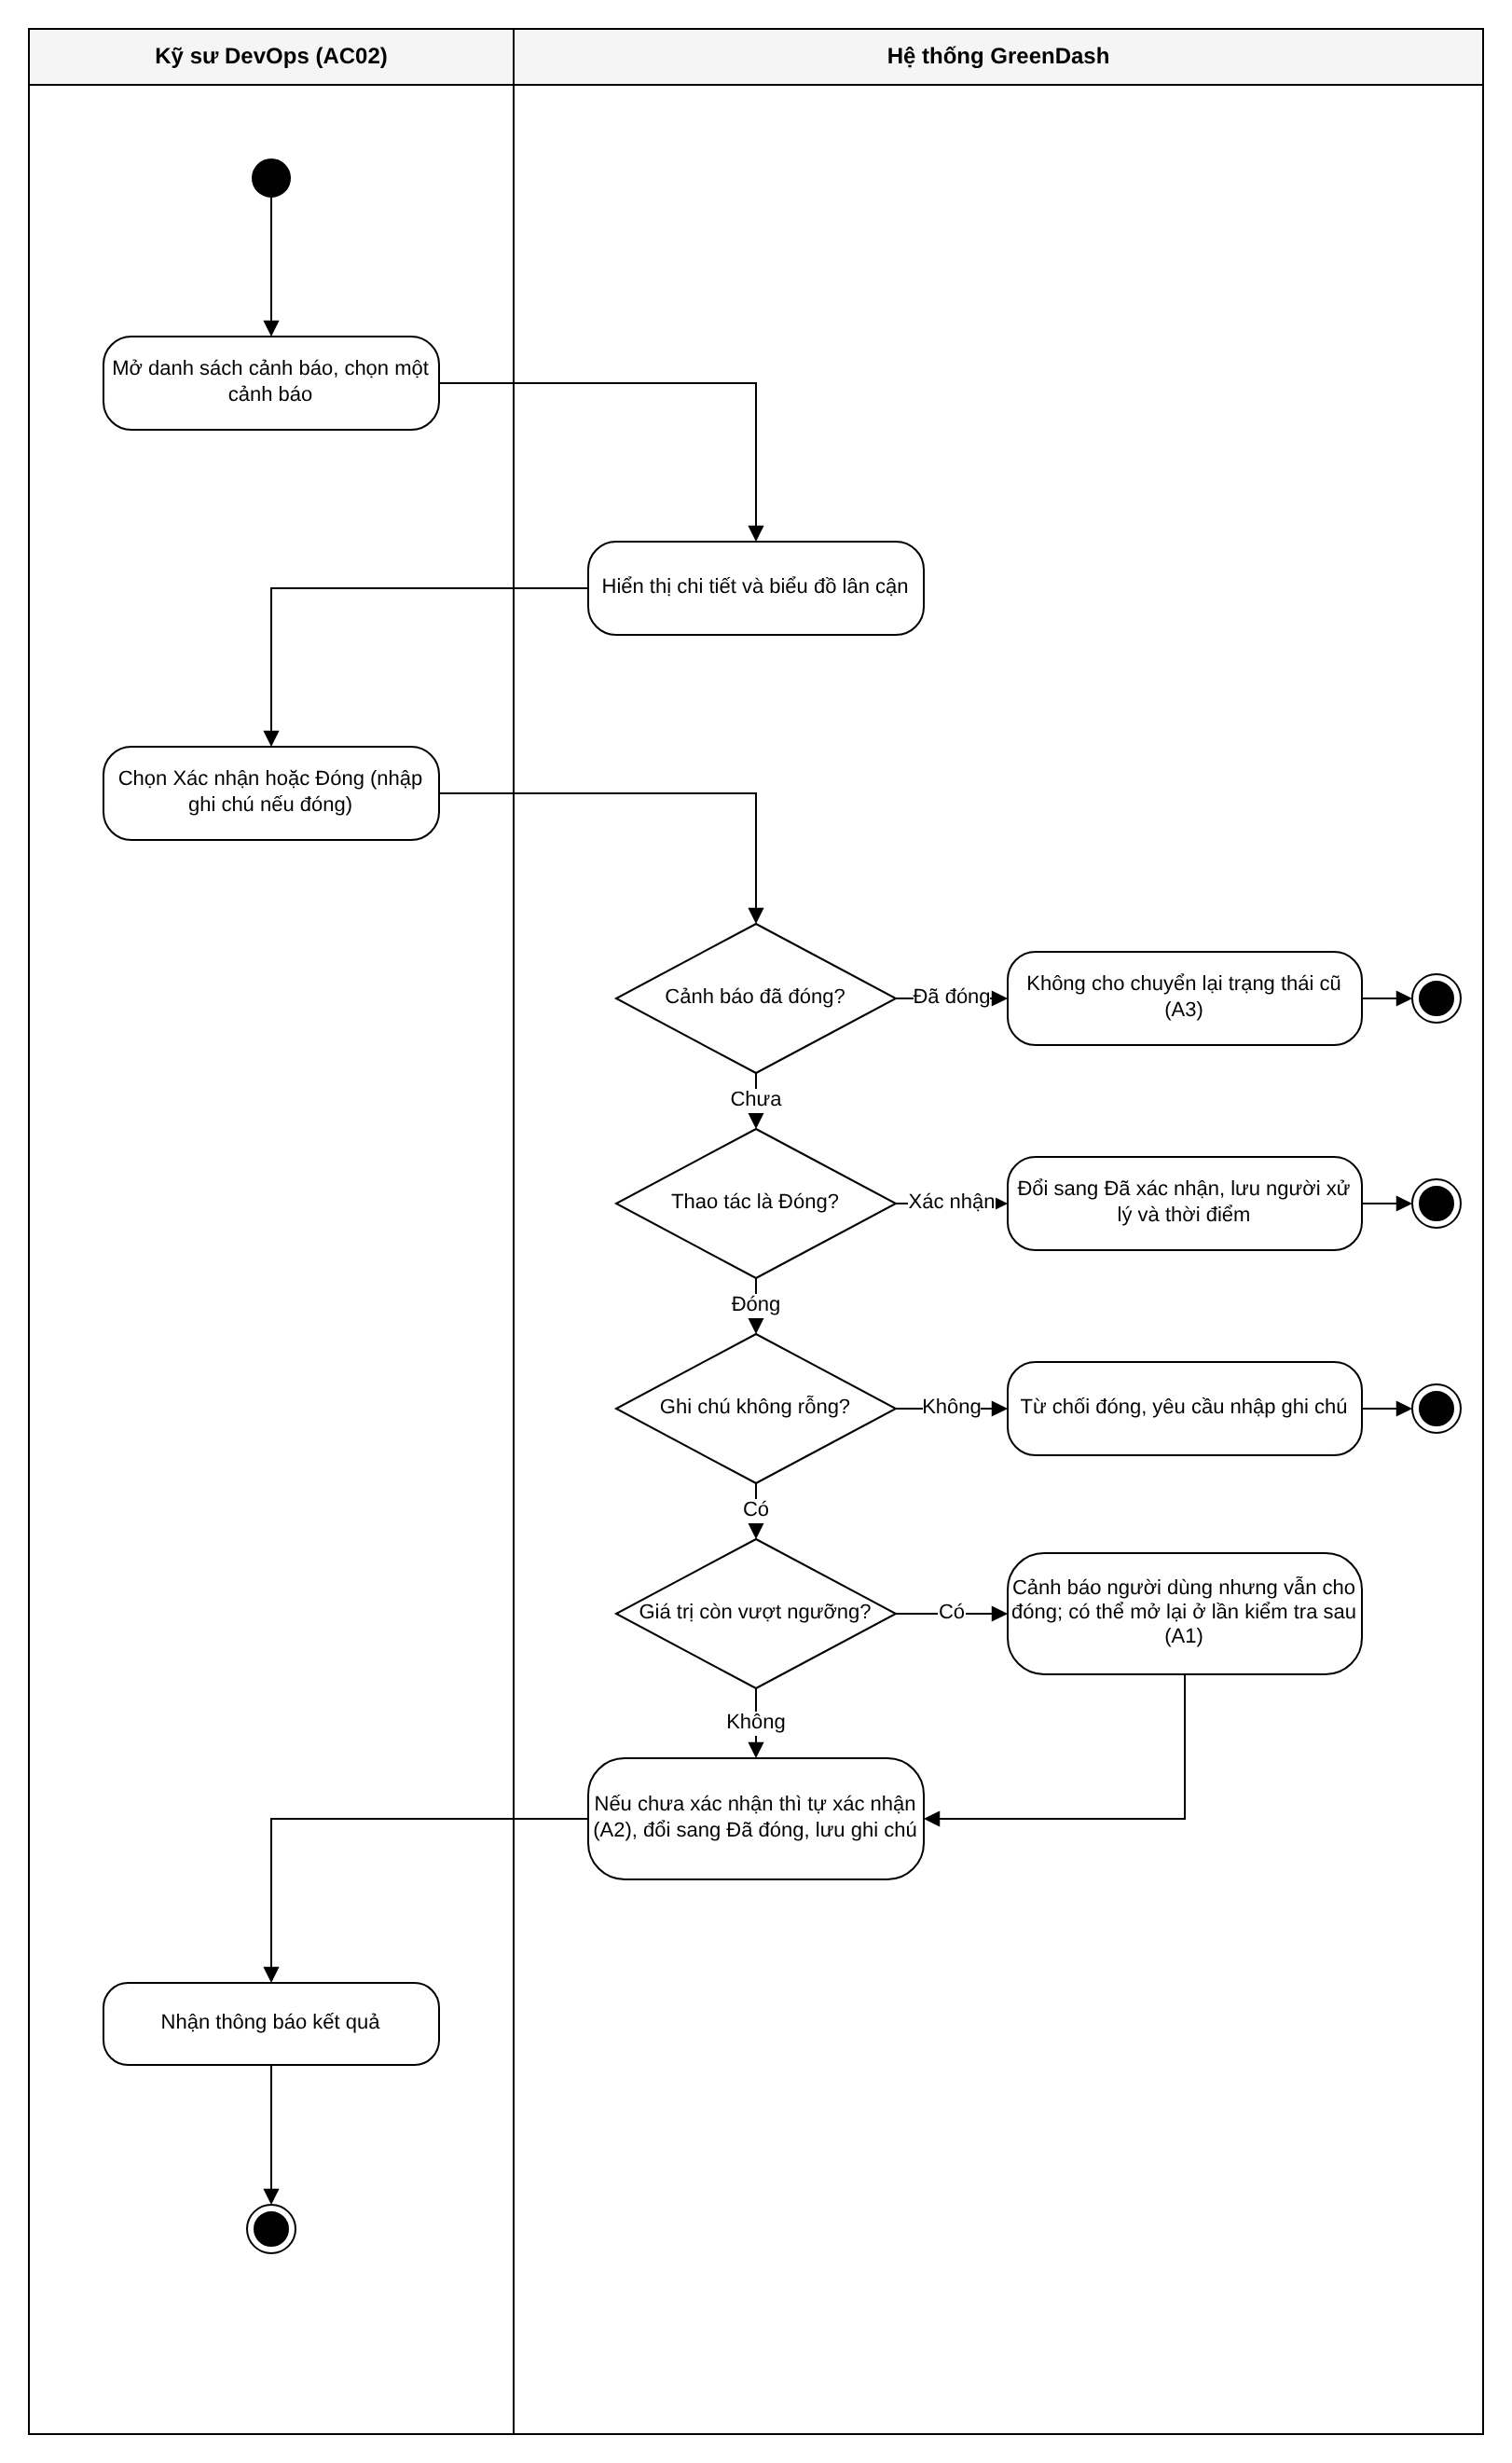 Kỹ sư DevOps (AC02)
Hệ thống GreenDash
Mở danh sách cảnh báo, chọn một
cảnh báo
Hiển thị chi tiết và biểu đồ lân cận
Chọn Xác nhận hoặc Đóng (nhập
ghi chú nếu đóng)
Cảnh báo đã đóng?
Đã đóng
Không cho chuyển lại trạng thái cũ
(A3)
Chưa
Thao tác là Đóng?
Xác nhận
Đổi sang Đã xác nhận, lưu người xử
lý và thời điểm
Đóng
Ghi chú không rỗng?
Không
Từ chối đóng, yêu cầu nhập ghi chú
Có
Giá trị còn vượt ngưỡng?
Có
Cảnh báo người dùng nhưng vẫn cho
đóng; có thể mở lại ở lần kiểm tra sau
(A1)
Không
Nếu chưa xác nhận thì tự xác nhận
(A2), đổi sang Đã đóng, lưu ghi chú
Nhận thông báo kết quả